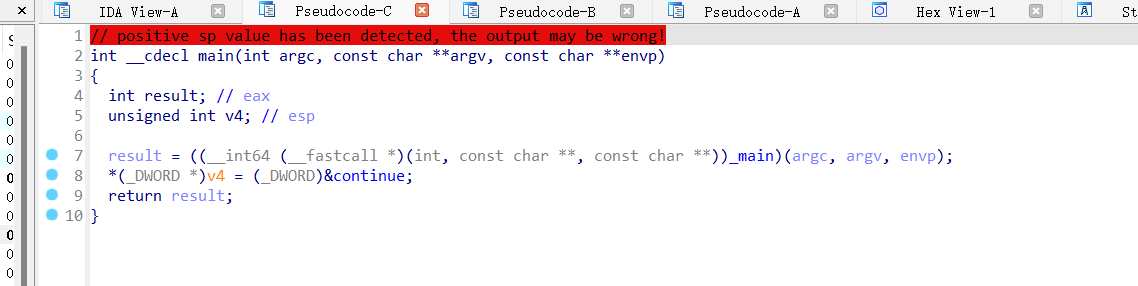 IDA View-A Pseudocode-C Pseudocode-B Pseudocode-A Hex View-1 St
1 // positive sp value has been detected, the output may be wrong!
2 int __cdecl main(int argc, const char **argv, const char **envp)
3 {
4 int result; // eax
5 unsigned int v4; // esp
6
7 result = ((__int64 (__fastcall *)(int, const char **, const char **))_main)(argc, argv, envp);
8 *(_DWORD *)v4 = (_DWORD)&continue;
9 return result;
10 }